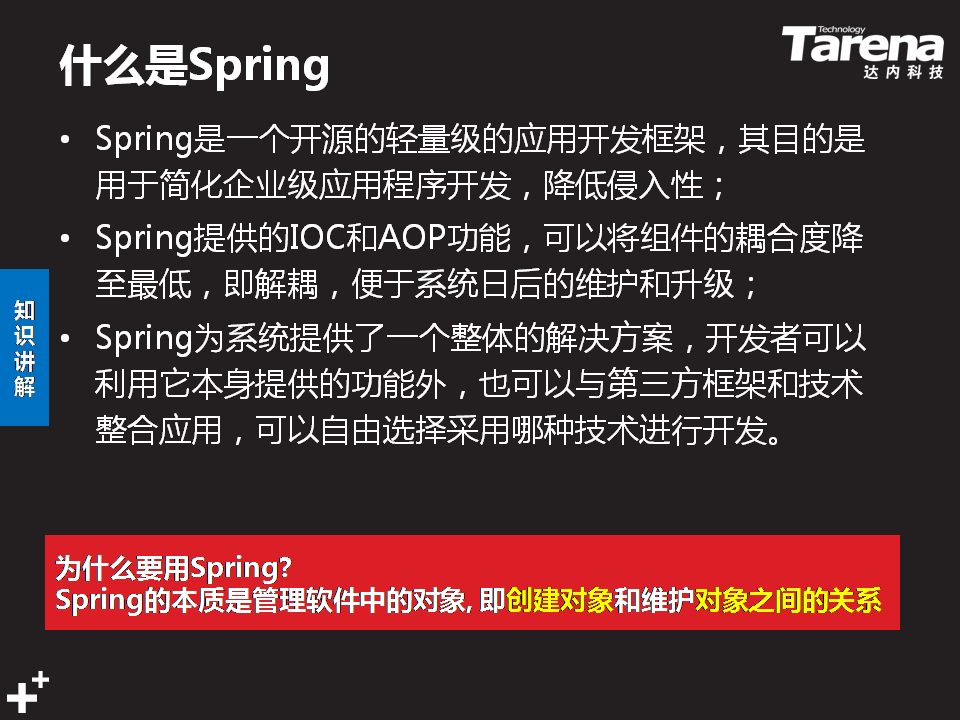 什么是Spring
Technology
Tarena
达内科技
• Spring是一个开源的轻量级的应用开发框架，其目的是
用于简化企业级应用程序开发，降低侵入性；
• Spring提供的IOC和AOP功能，可以将组件的耦合度降
至最低，即解耦，便于系统日后的维护和升级；
• Spring为系统提供了一个整体的解决方案，开发者可以
利用它本身提供的功能外，也可以与第三方框架和技术
整合应用，可以自由选择采用哪种技术进行开发。
知识讲解
为什么要用Spring?
Spring的本质是管理软件中的对象, 即创建对象和维护对象之间的关系